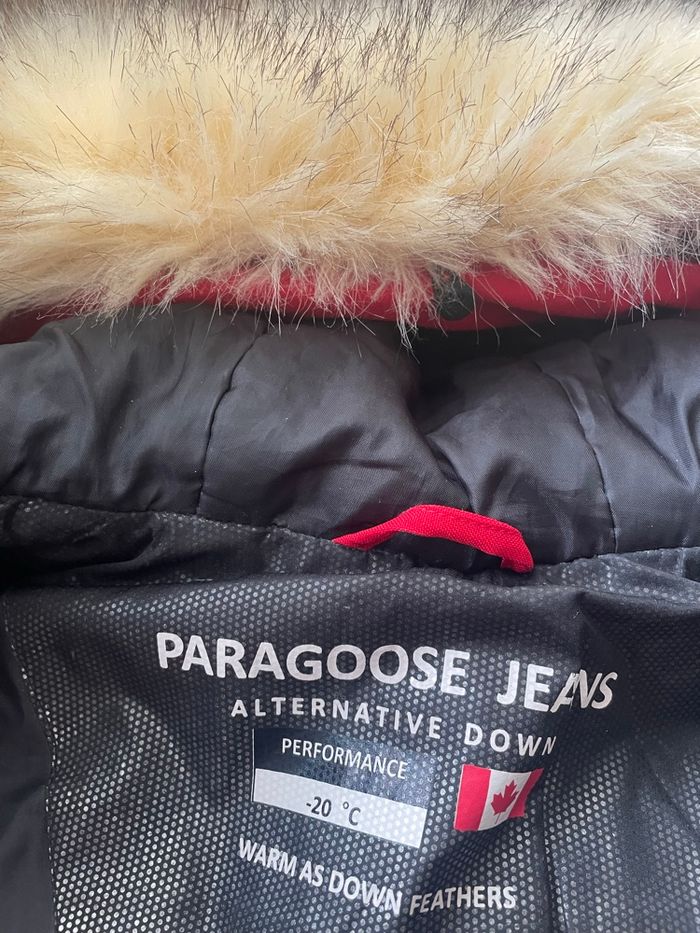 PARAGOOSE JEANS
ALTERNATIVE DOWN
PERFORMANCE
-20 °C
WARM AS DOWN FEATHERS